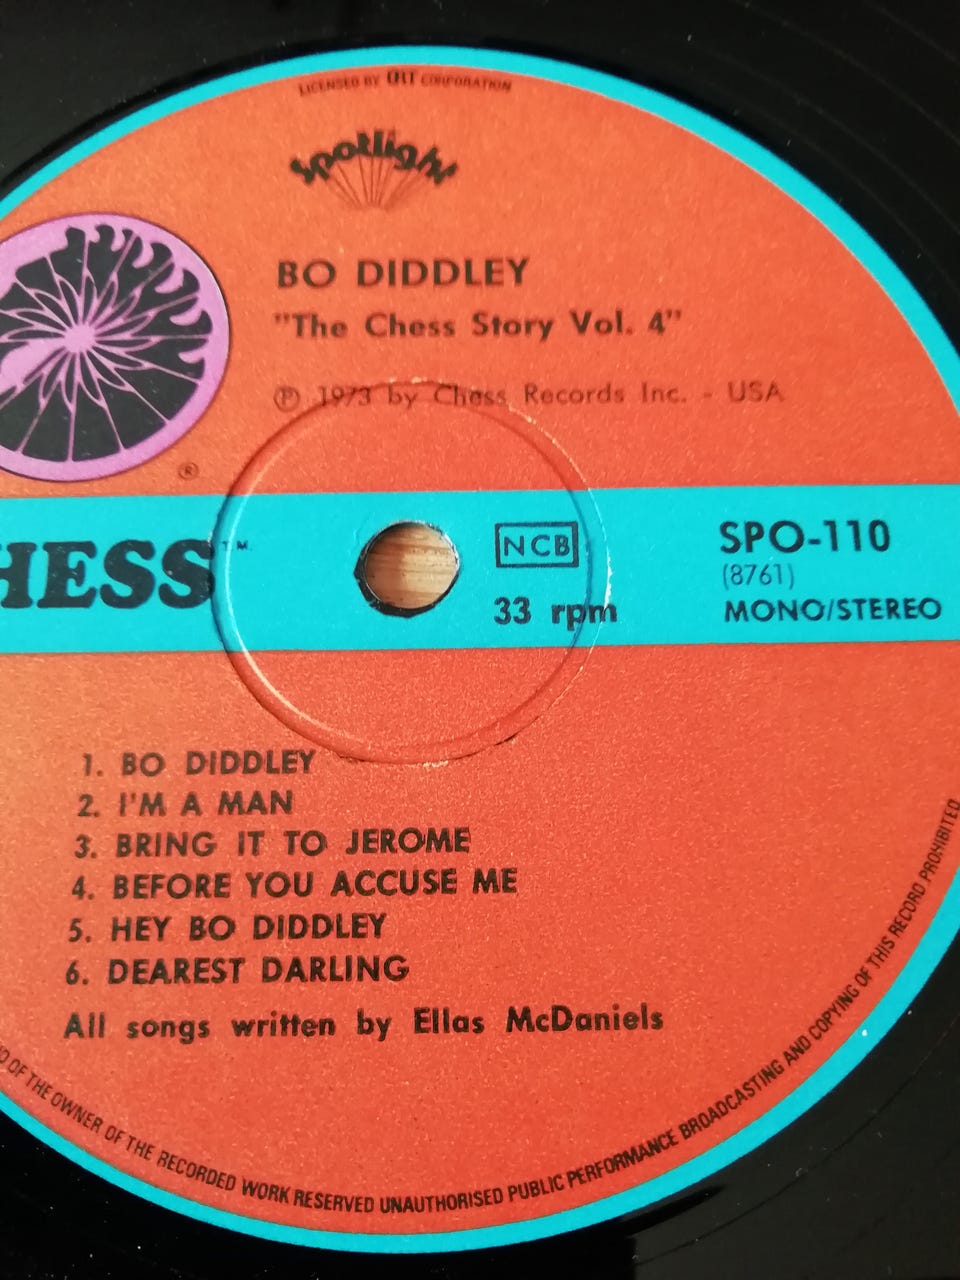 LICENSED BY GRT CORPORATION
Spotlight
BO DIDDLEY
"The Chess Story Vol. 4"
Ⓟ 1973 by Chess Records Inc. - USA
®
HESS™
NCB
33 rpm
SPO-110
(8761)
MONO/STEREO
1. BO DIDDLEY
2. I'M A MAN
3. BRING IT TO JEROME
4. BEFORE YOU ACCUSE ME
5. HEY BO DIDDLEY
6. DEAREST DARLING
All songs written by Ellas McDaniels
OF THE OWNER OF THE RECORDED WORK RESERVED UNAUTHORISED PUBLIC PERFORMANCE BROADCASTING AND COPYING OF THIS RECORD PROHIBITED